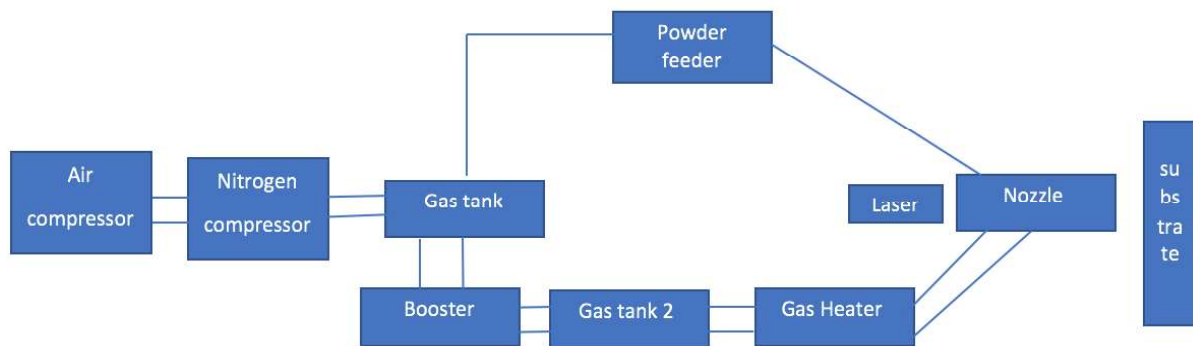 Powder
feeder
Air
compressor
Nitrogen
compressor
Gas tank
Laser
Nozzle
su
bs
tra
te
Booster
Gas tank 2
Gas Heater